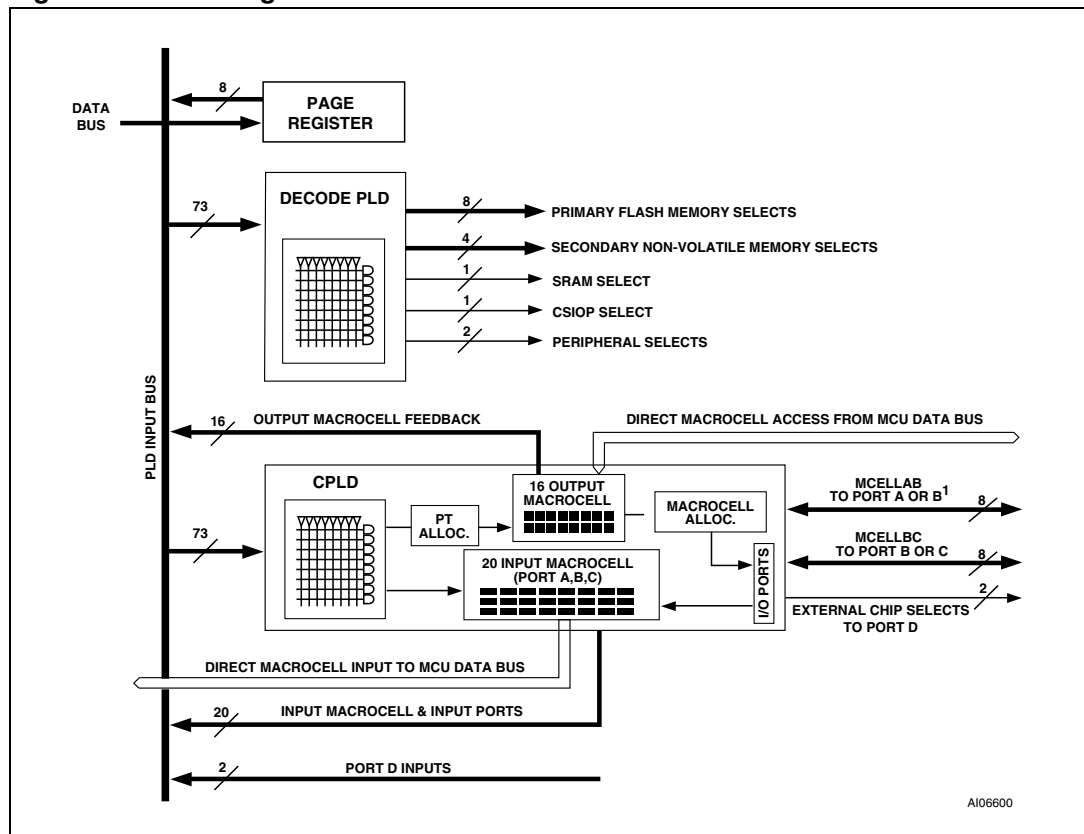 8
PAGE
REGISTER
DATA
BUS
73
DECODE PLD
8
PRIMARY FLASH MEMORY SELECTS
4
SECONDARY NON-VOLATILE MEMORY SELECTS
1
SRAM SELECT
1
CSIOP SELECT
2
PERIPHERAL SELECTS
PLD INPUT BUS
16
OUTPUT MACROCELL FEEDBACK
DIRECT MACROCELL ACCESS FROM MCU DATA BUS
73
CPLD
PT
ALLOC.
16 OUTPUT
MACROCELL
MACROCELL
ALLOC.
20 INPUT MACROCELL
(PORT A,B,C)
I/O PORTS
MCELLAB
TO PORT A OR B1
8
MCELLBC
TO PORT B OR C
8
2
EXTERNAL CHIP SELECTS
TO PORT D
DIRECT MACROCELL INPUT TO MCU DATA BUS
20
INPUT MACROCELL & INPUT PORTS
2
PORT D INPUTS
AI06600